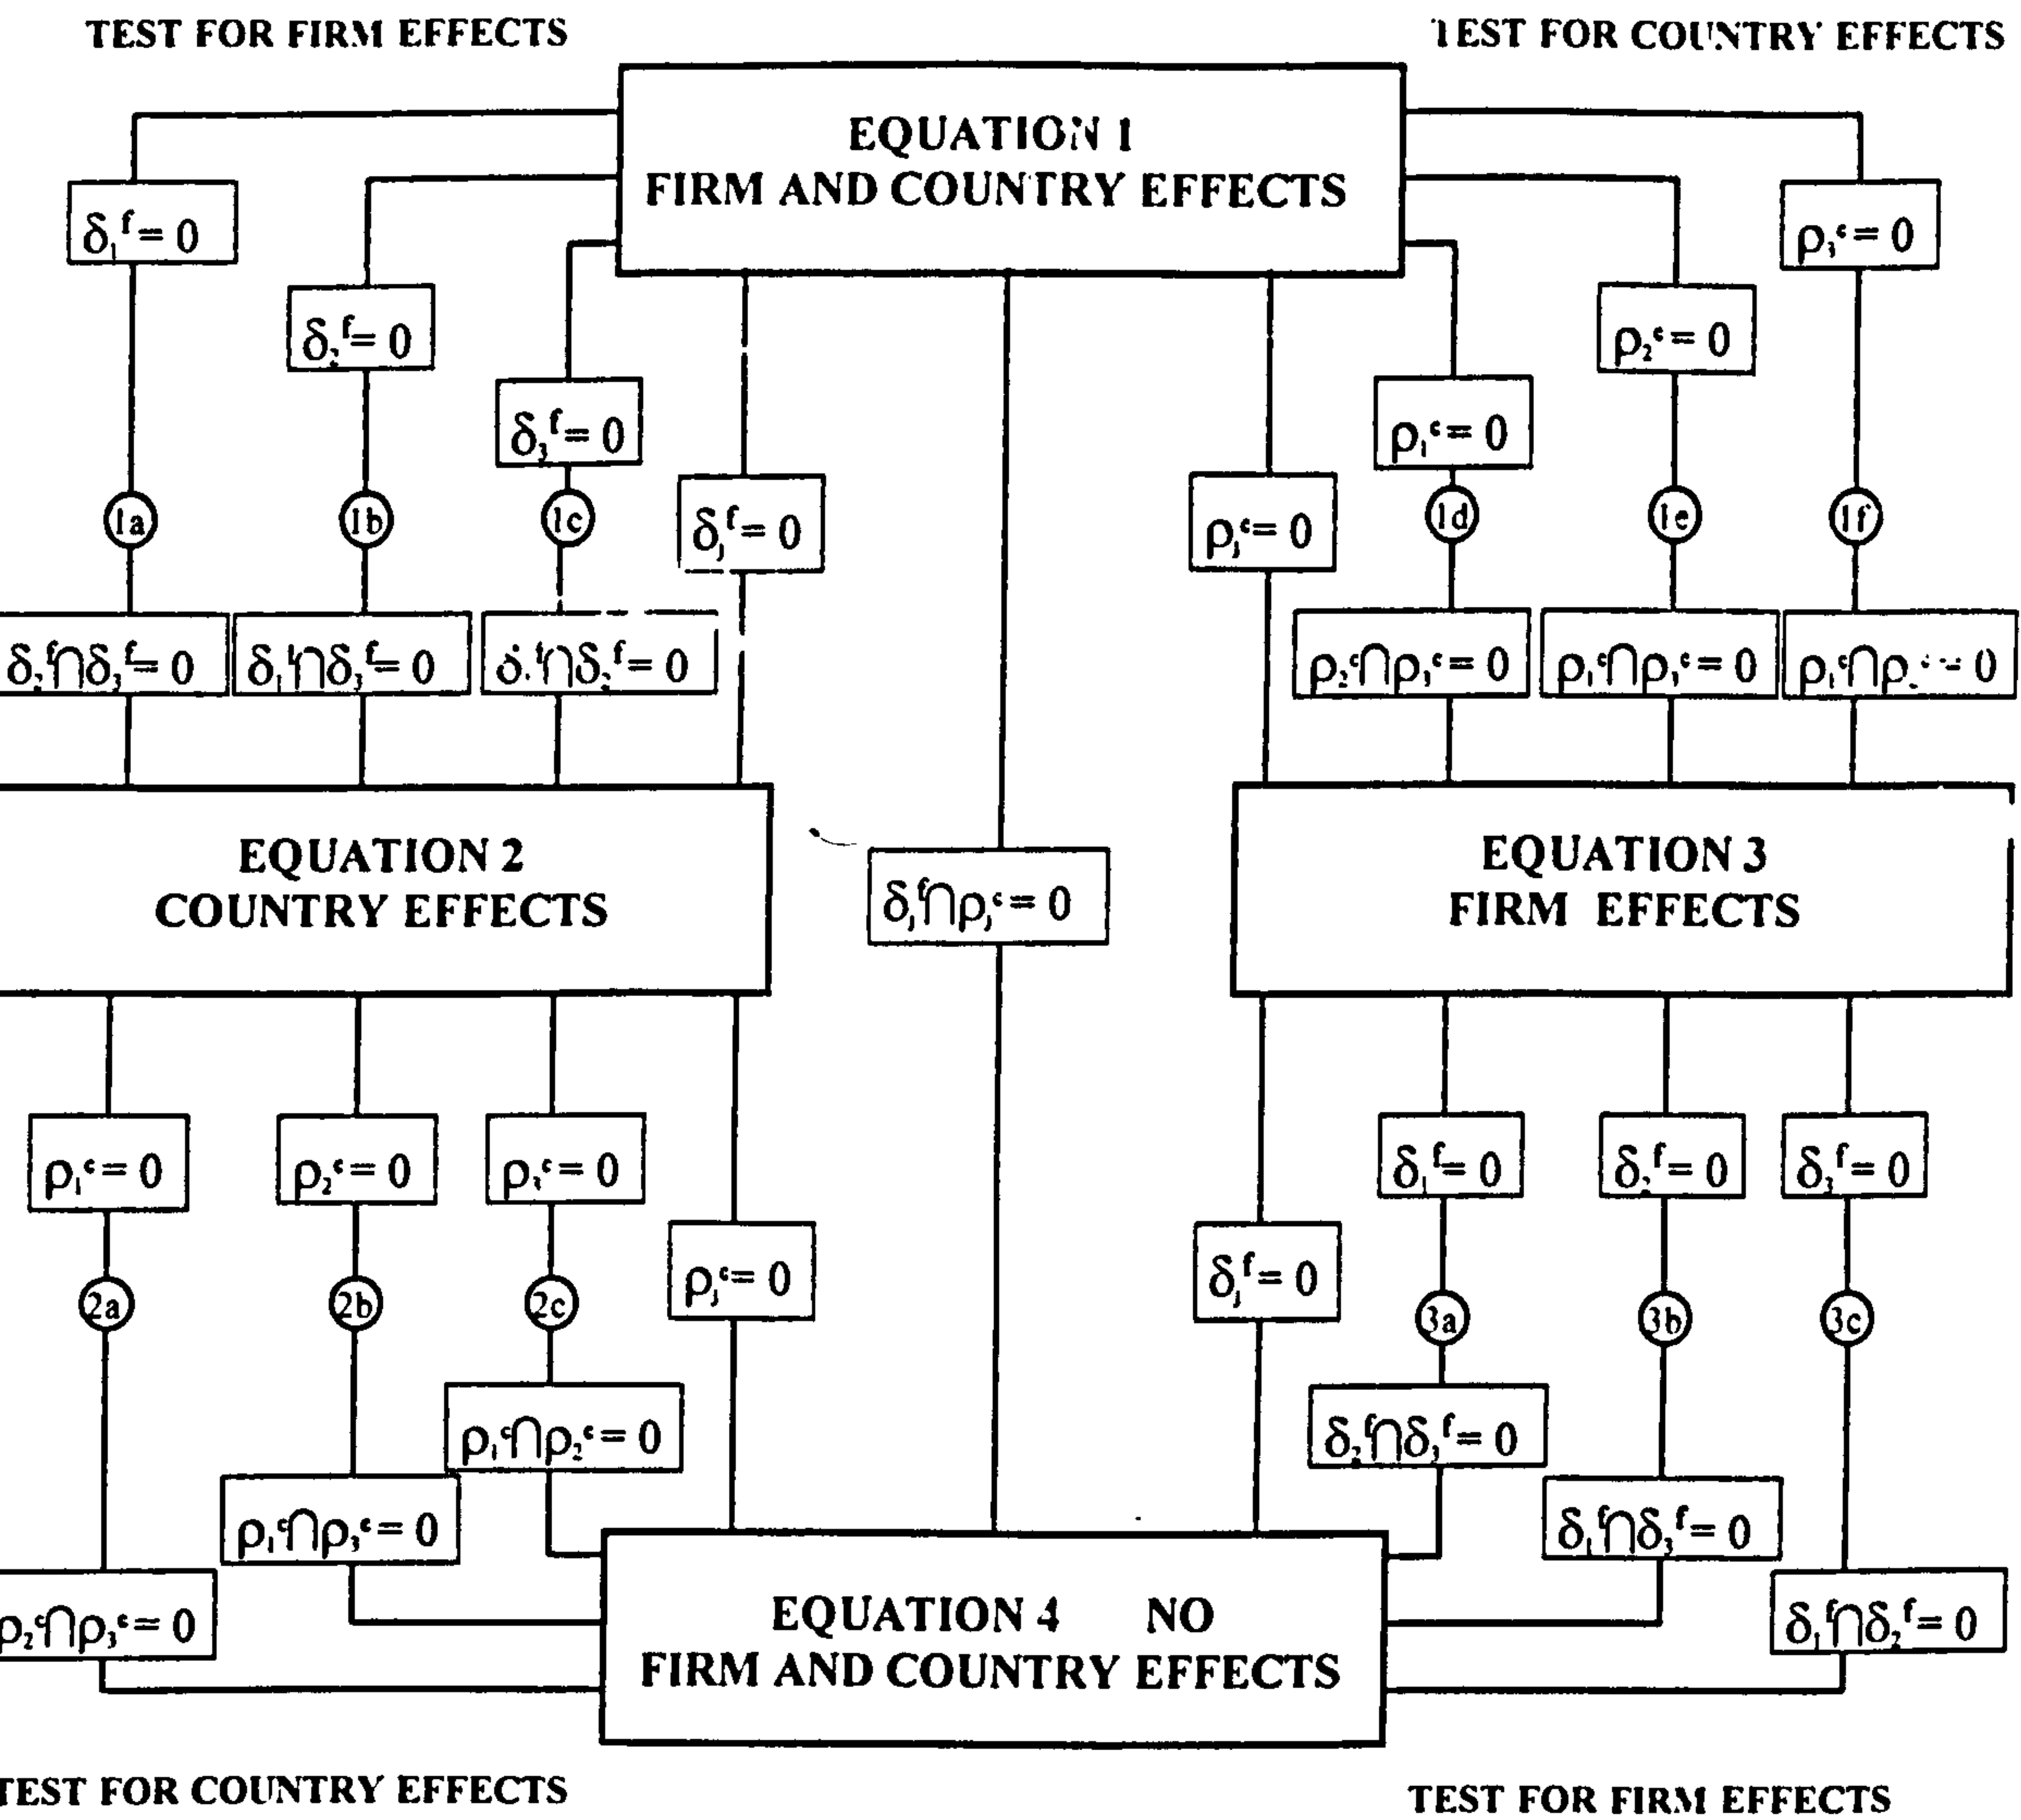 TEST FOR FIRM EFFECTS
TEST FOR COUNTRY EFFECTS
EQUATION 1
FIRM AND COUNTRY EFFECTS
δ₁ᶠ= 0
ρ₃ᶜ= 0
δ₂ᶠ= 0
ρ₂ᶜ= 0
δ₃ᶠ= 0
ρ₁ᶜ= 0
δⱼᶠ= 0
ρⱼᶜ= 0
1a
1b
1c
1d
1e
1f
δ₂ᶠ∩δ₃ᶠ= 0
δ₁ᶠ∩δ₃ᶠ= 0
∩δ₂ᶠ= 0
ρ₂ᶜ∩ρ₃ᶜ= 0
ρ₁ᶜ∩ρ₃ᶜ= 0
ρ₁ᶜ∩ρ = 0
EQUATION 2
COUNTRY EFFECTS
δⱼᶠ∩ρⱼᶜ= 0
EQUATION 3
FIRM EFFECTS
ρ₁ᶜ= 0
ρ₂ᶜ= 0
ρ₃ᶜ= 0
δ₁ᶠ= 0
δ₂ᶠ= 0
δ₃ᶠ= 0
ρⱼᶜ= 0
δⱼᶠ= 0
2a
2b
2c
3a
3b
3c
ρ₁ᶜ∩ρ₂ᶜ= 0
δ₂ᶠ∩δ₃ᶠ= 0
ρ₁ᶜ∩ρ₃ᶜ= 0
δ₁ᶠ∩δ₃ᶠ= 0
ρ₂ᶜ∩ρ₃ᶜ= 0
δ₁ᶠ∩δ₂ᶠ= 0
EQUATION 4 NO
FIRM AND COUNTRY EFFECTS
TEST FOR COUNTRY EFFECTS
TEST FOR FIRM EFFECTS